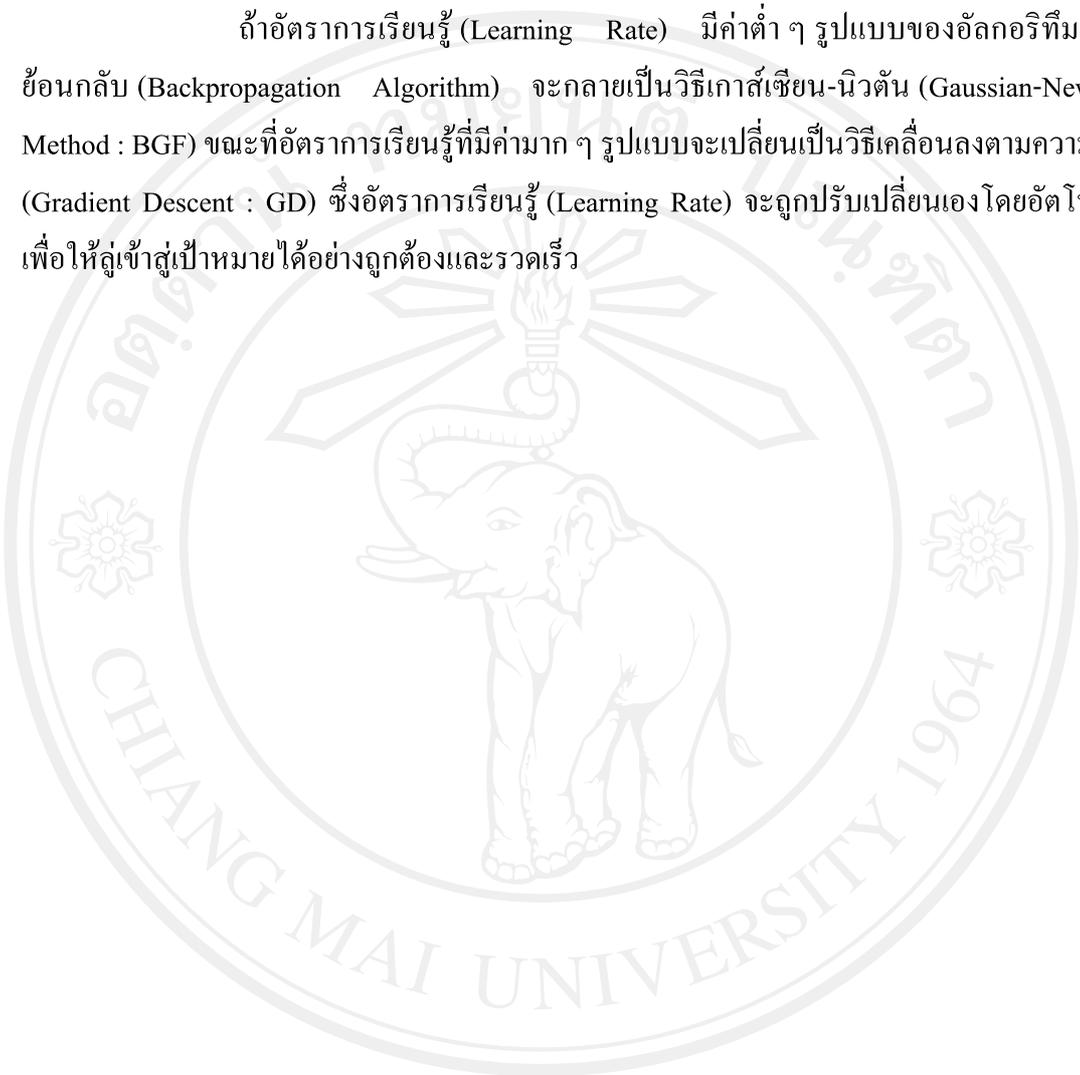 ถ้าอัตราการเรียนรู้ (Learning Rate) มีค่าต่ำ ๆ รูปแบบของอัลกอริทึม
ย้อนกลับ (Backpropagation Algorithm) จะกลายเป็นวิธีเกาส์เซียน-นิวตัน (Gaussian-Nev
Method : BGF) ขณะที่อัตราการเรียนรู้ที่มีค่ามาก ๆ รูปแบบจะเปลี่ยนเป็นวิธีเคลื่อนลงตามควา
(Gradient Descent : GD) ซึ่งอัตราการเรียนรู้ (Learning Rate) จะถูกปรับเปลี่ยนเองโดยอัตโ
เพื่อให้ลู่เข้าสู่เป้าหมายได้อย่างถูกต้องและรวดเร็ว
CHIANG MAI UNIVERSITY 1964